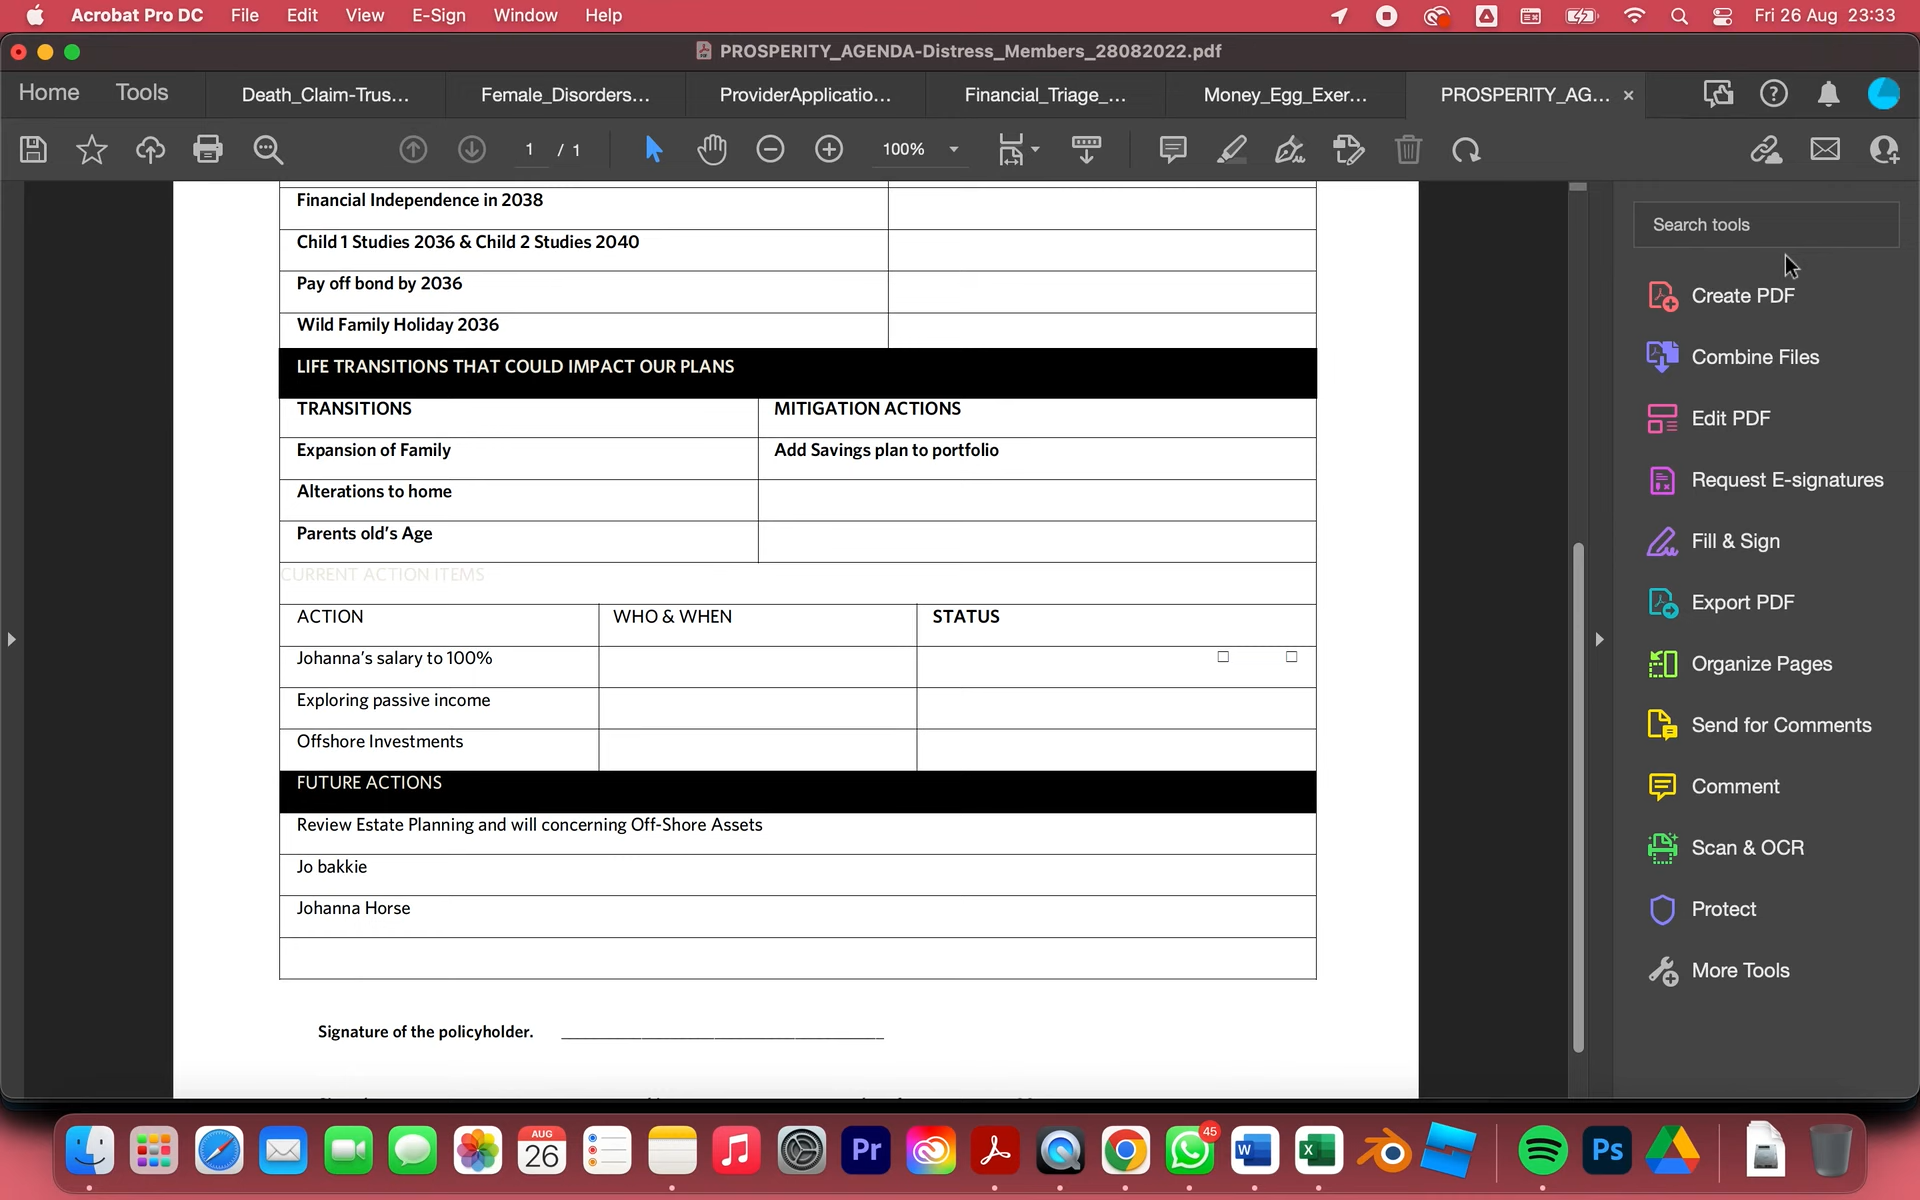 Acrobat Pro DC File Edit View E-Sign Window Help Fri 26 Aug 23:33
PROSPERITY_AGENDA-Distress_Members_28082022.pdf
Home Tools Death_Claim-Trus... Female_Disorders... ProviderApplicatio... Financial_Triage_... Money_Egg_Exer... PROSPERITY_AG... ×
1 / 1 100%
Search tools
Create PDF
Combine Files
Edit PDF
Request E-signatures
Fill & Sign
Export PDF
Organize Pages
Send for Comments
Comment
Scan & OCR
Protect
More Tools
Financial Independence in 2038
Child 1 Studies 2036 & Child 2 Studies 2040
Pay off bond by 2036
Wild Family Holiday 2036
LIFE TRANSITIONS THAT COULD IMPACT OUR PLANS
TRANSITIONS MITIGATION ACTIONS
Expansion of Family Add Savings plan to portfolio
Alterations to home
Parents old's Age
CURRENT ACTION ITEMS
ACTION WHO & WHEN STATUS
Johanna's salary to 100% □ □
Exploring passive income
Offshore Investments
FUTURE ACTIONS
Review Estate Planning and will concerning Off-Shore Assets
Jo bakkie
Johanna Horse
Signature of the policyholder.
AUG
26
Pr
45
W
X
Ps